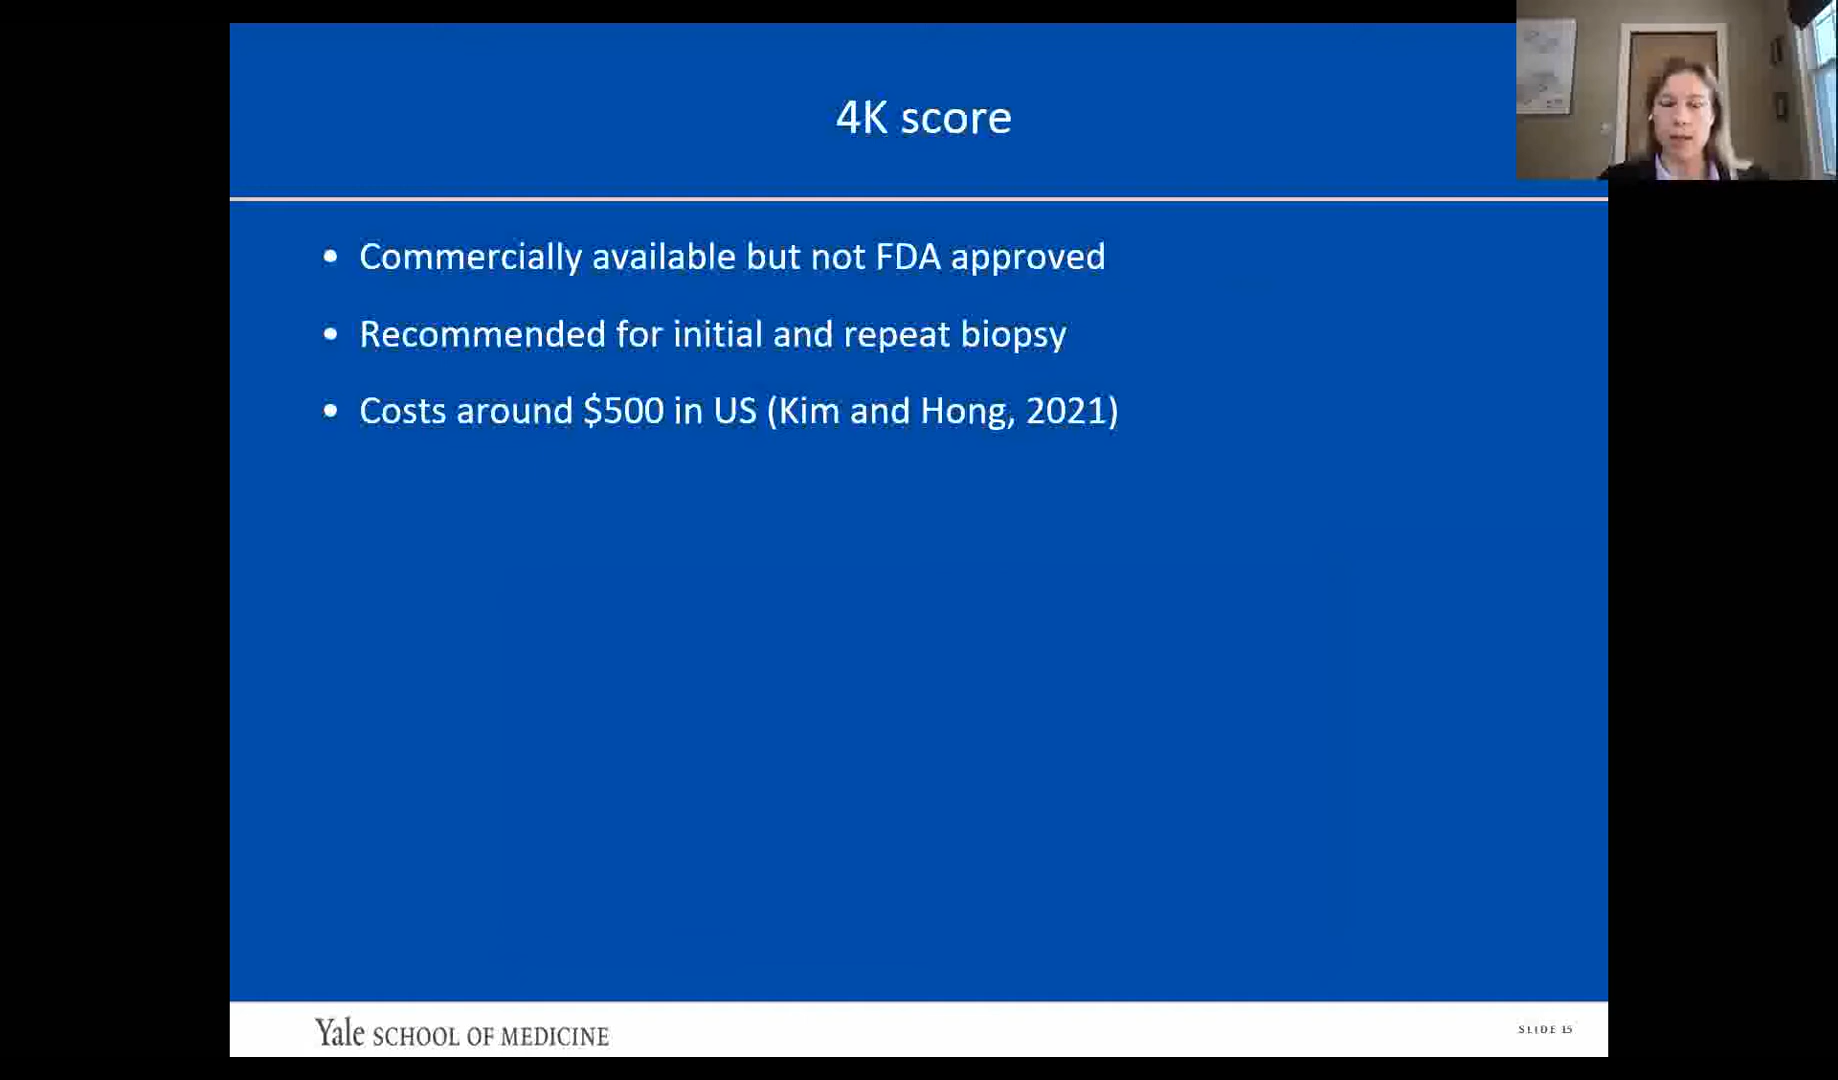 4K score
• Commercially available but not FDA approved
• Recommended for initial and repeat biopsy
• Costs around $500 in US (Kim and Hong, 2021)
Yale SCHOOL OF MEDICINE
SLIDE 15